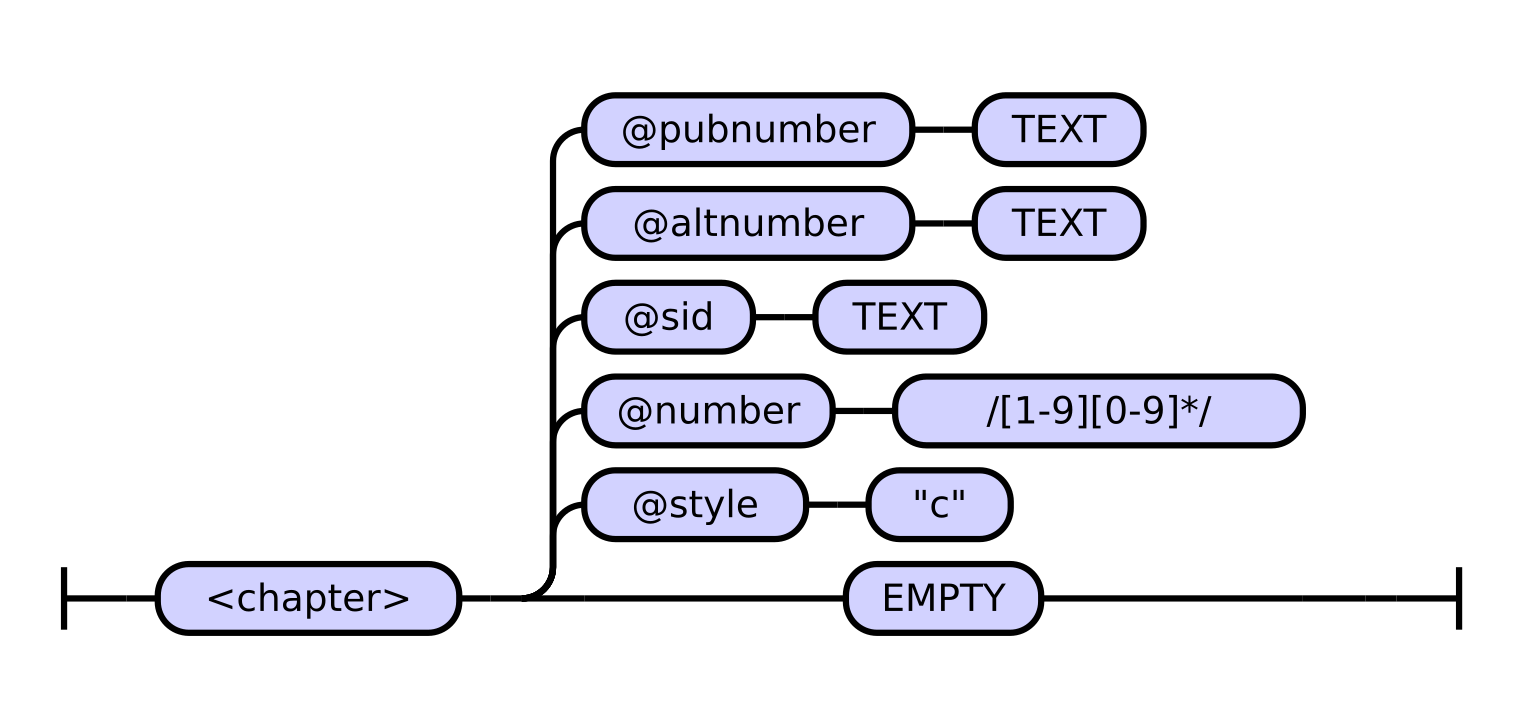 @pubnumber TEXT
@altnumber TEXT
@sid TEXT
@number /[1-9][0-9]*/
@style "c"
<chapter> EMPTY